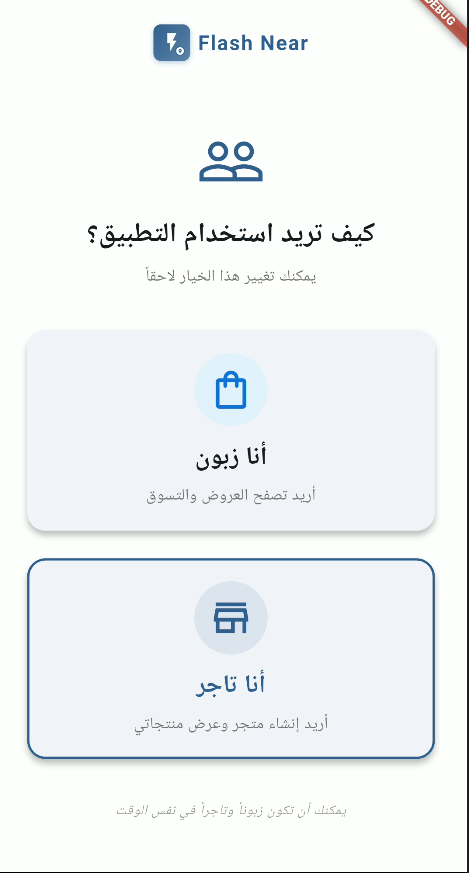 DEBUG
Flash Near
كيف تريد استخدام التطبيق؟
يمكنك تغيير هذا الخيار لاحقاً
أنا زبون
أريد تصفح العروض والتسوق
أنا تاجر
أريد إنشاء متجر وعرض منتجاتي
يمكنك أن تكون زبوناً وتاجراً في نفس الوقت